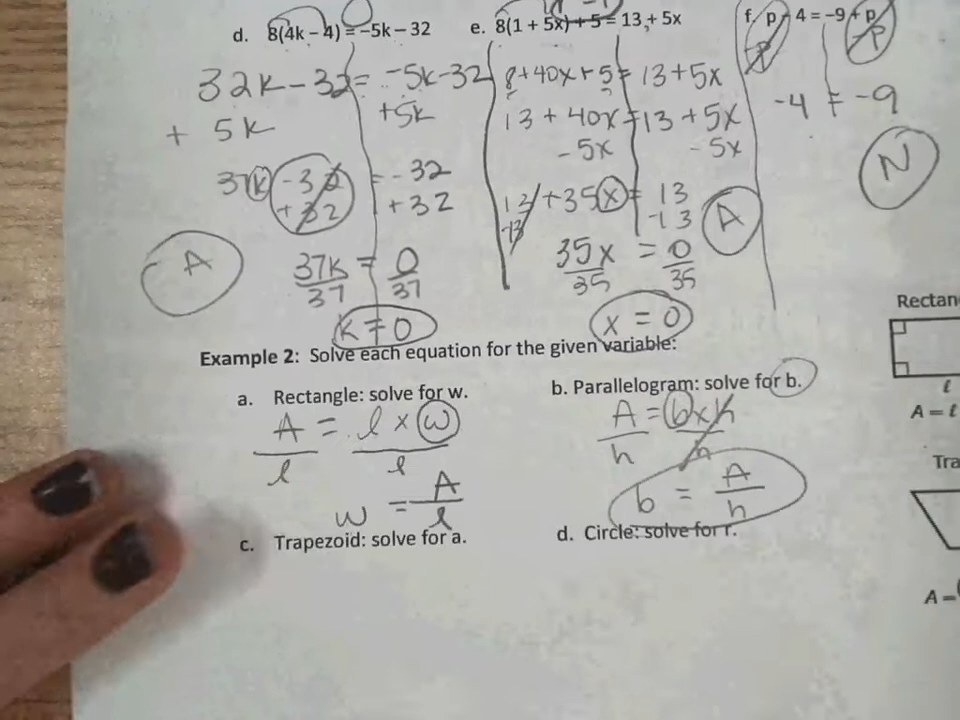 d. 8(4k – 4) = –5k – 32
32k – 32 = -5k-32
+ 5k +5k
37k -32 = -32
+32 +32
37k = 0
37 37
k = 0
A
e. 8(1 + 5x) + 5 = 13 + 5x
8+40x+5 = 13+5x
13 + 40x = 13 + 5x
- 5x - 5x
13 +35x = 13
-13 -13
35x = 0
35 35
x = 0
A
f. p – 4 = –9 + p
-p -p
-4 ≠ -9
N
Example 2: Solve each equation for the given variable:
a. Rectangle: solve for w.
A = l x w
l l
w = A
l
b. Parallelogram: solve for b.
A = b x h
h h
b = A
h
c. Trapezoid: solve for a.
d. Circle: solve for r.
Rectan
ℓ
A = ℓ
Tra
A = (